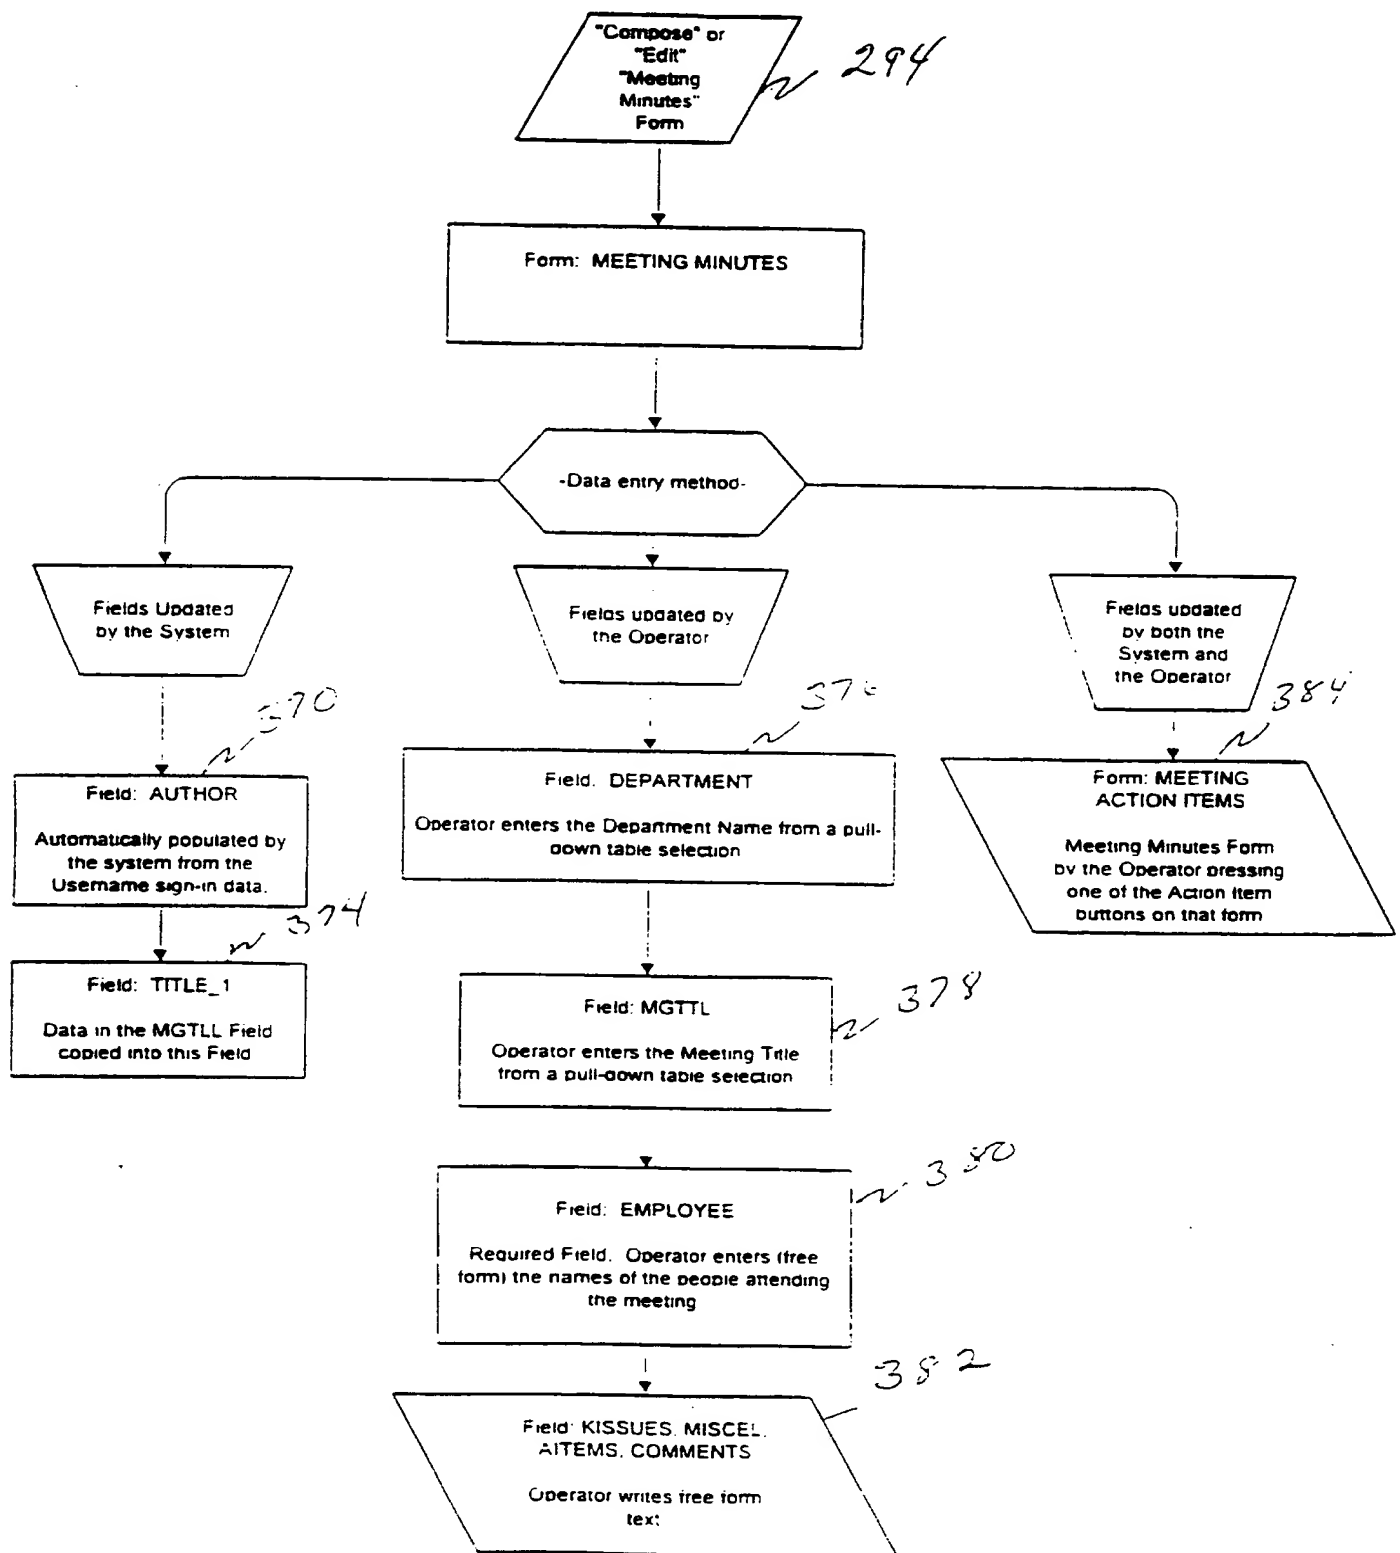 "Compose" or
"Edit"
"Meeting
Minutes"
Form
294
Form: MEETING MINUTES
-Data entry method-
Fields Updated
by the System
Fields updated by
the Operator
Fields updated
by both the
System and
the Operator
370
376
384
Field: AUTHOR
Automatically populated by
the system from the
Username sign-in data.
374
Field: TITLE_1
Data in the MGTLL Field
copied into this Field
Field. DEPARTMENT
Operator enters the Department Name from a pull-
down table selection
Form: MEETING
ACTION ITEMS
Meeting Minutes Form
by the Operator pressing
one of the Action Item
buttons on that form
378
Field: MGTTL
Operator enters the Meeting Title
from a pull-down table selection
380
Field: EMPLOYEE
Required Field. Operator enters (free
form) the names of the people attending
the meeting
382
Field: KISSUES, MISCEL,
AITEMS, COMMENTS
Operator writes free form
text